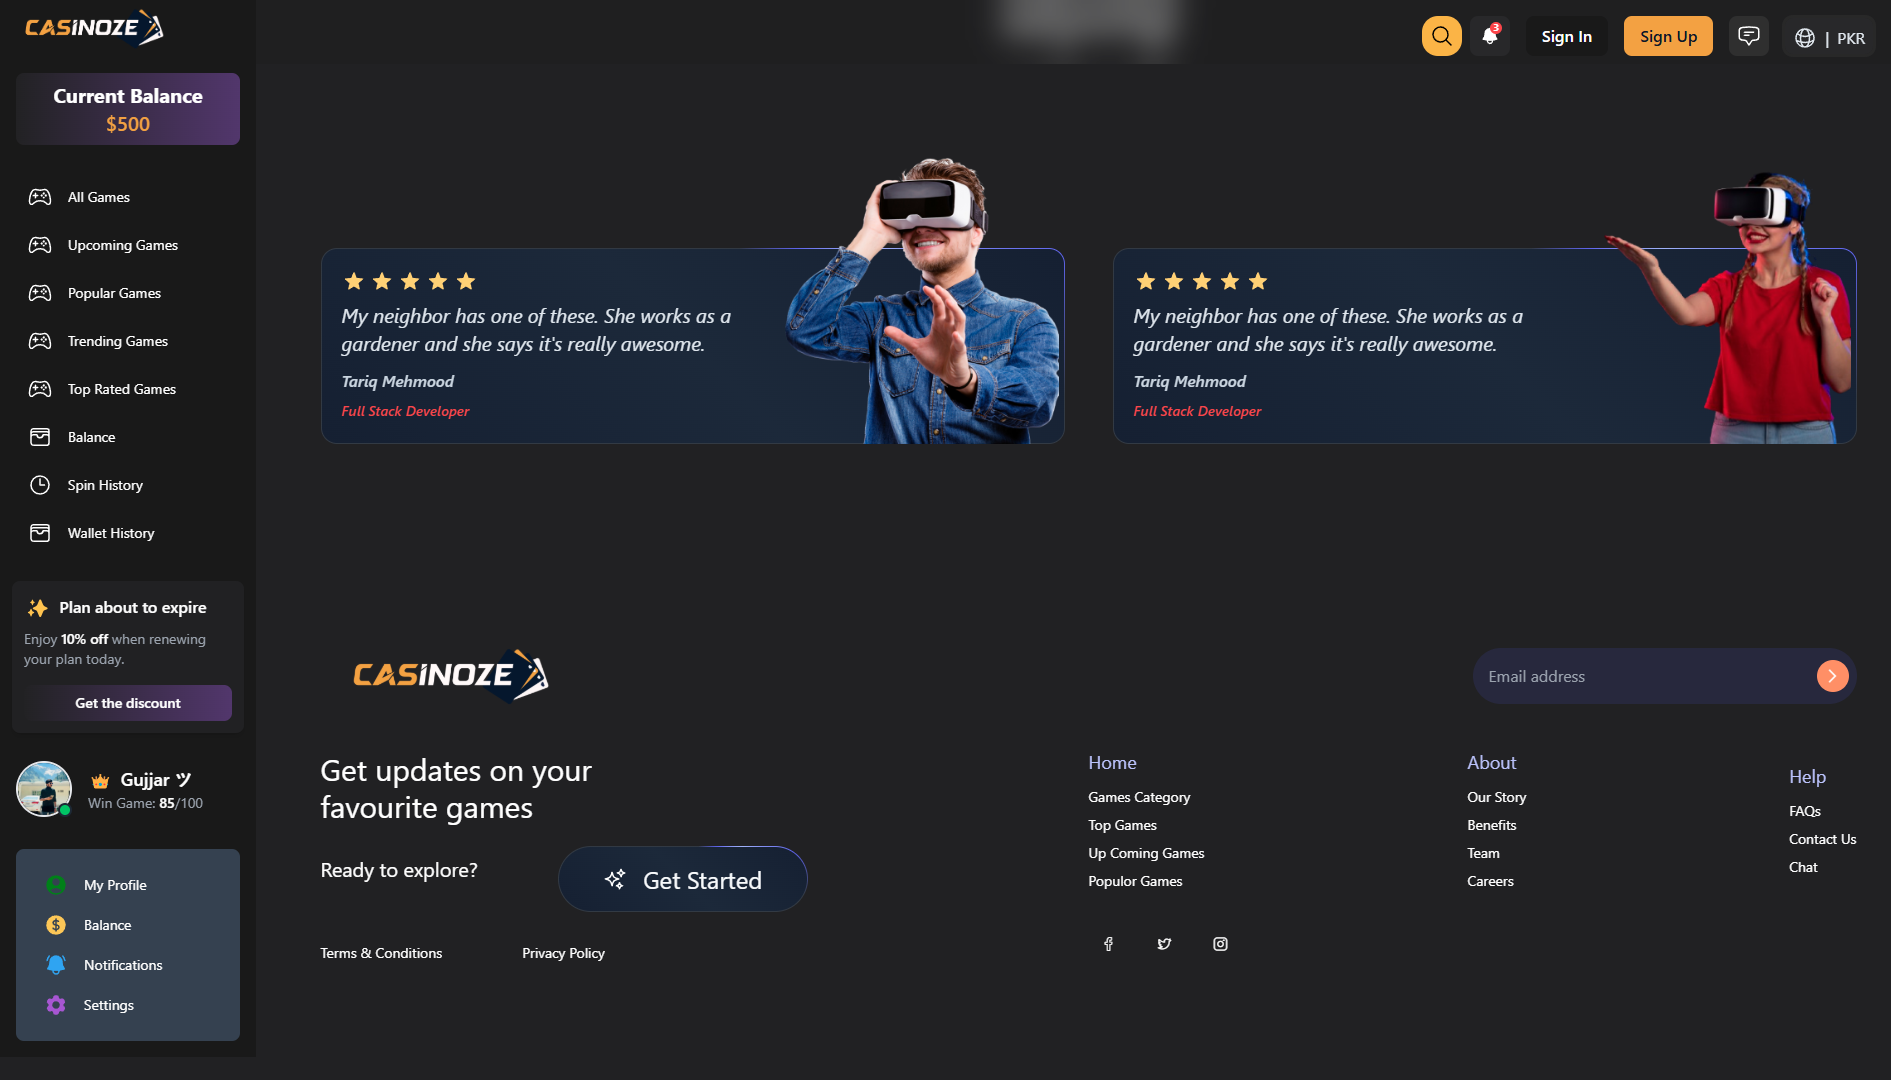 CASINOZE
3
Sign In
Sign Up
| PKR
Current Balance
$500
All Games
Upcoming Games
Popular Games
Trending Games
Top Rated Games
Balance
Spin History
Wallet History
Plan about to expire
Enjoy 10% off when renewing
your plan today.
Get the discount
Gujjar ツ
Win Game: 85/100
My Profile
Balance
Notifications
Settings
My neighbor has one of these. She works as a
gardener and she says it's really awesome.
Tariq Mehmood
Full Stack Developer
My neighbor has one of these. She works as a
gardener and she says it's really awesome.
Tariq Mehmood
Full Stack Developer
CASINOZE
Email address
Get updates on your
favourite games
Ready to explore?
Get Started
Terms & Conditions
Privacy Policy
Home
Games Category
Top Games
Up Coming Games
Populor Games
About
Our Story
Benefits
Team
Careers
Help
FAQs
Contact Us
Chat